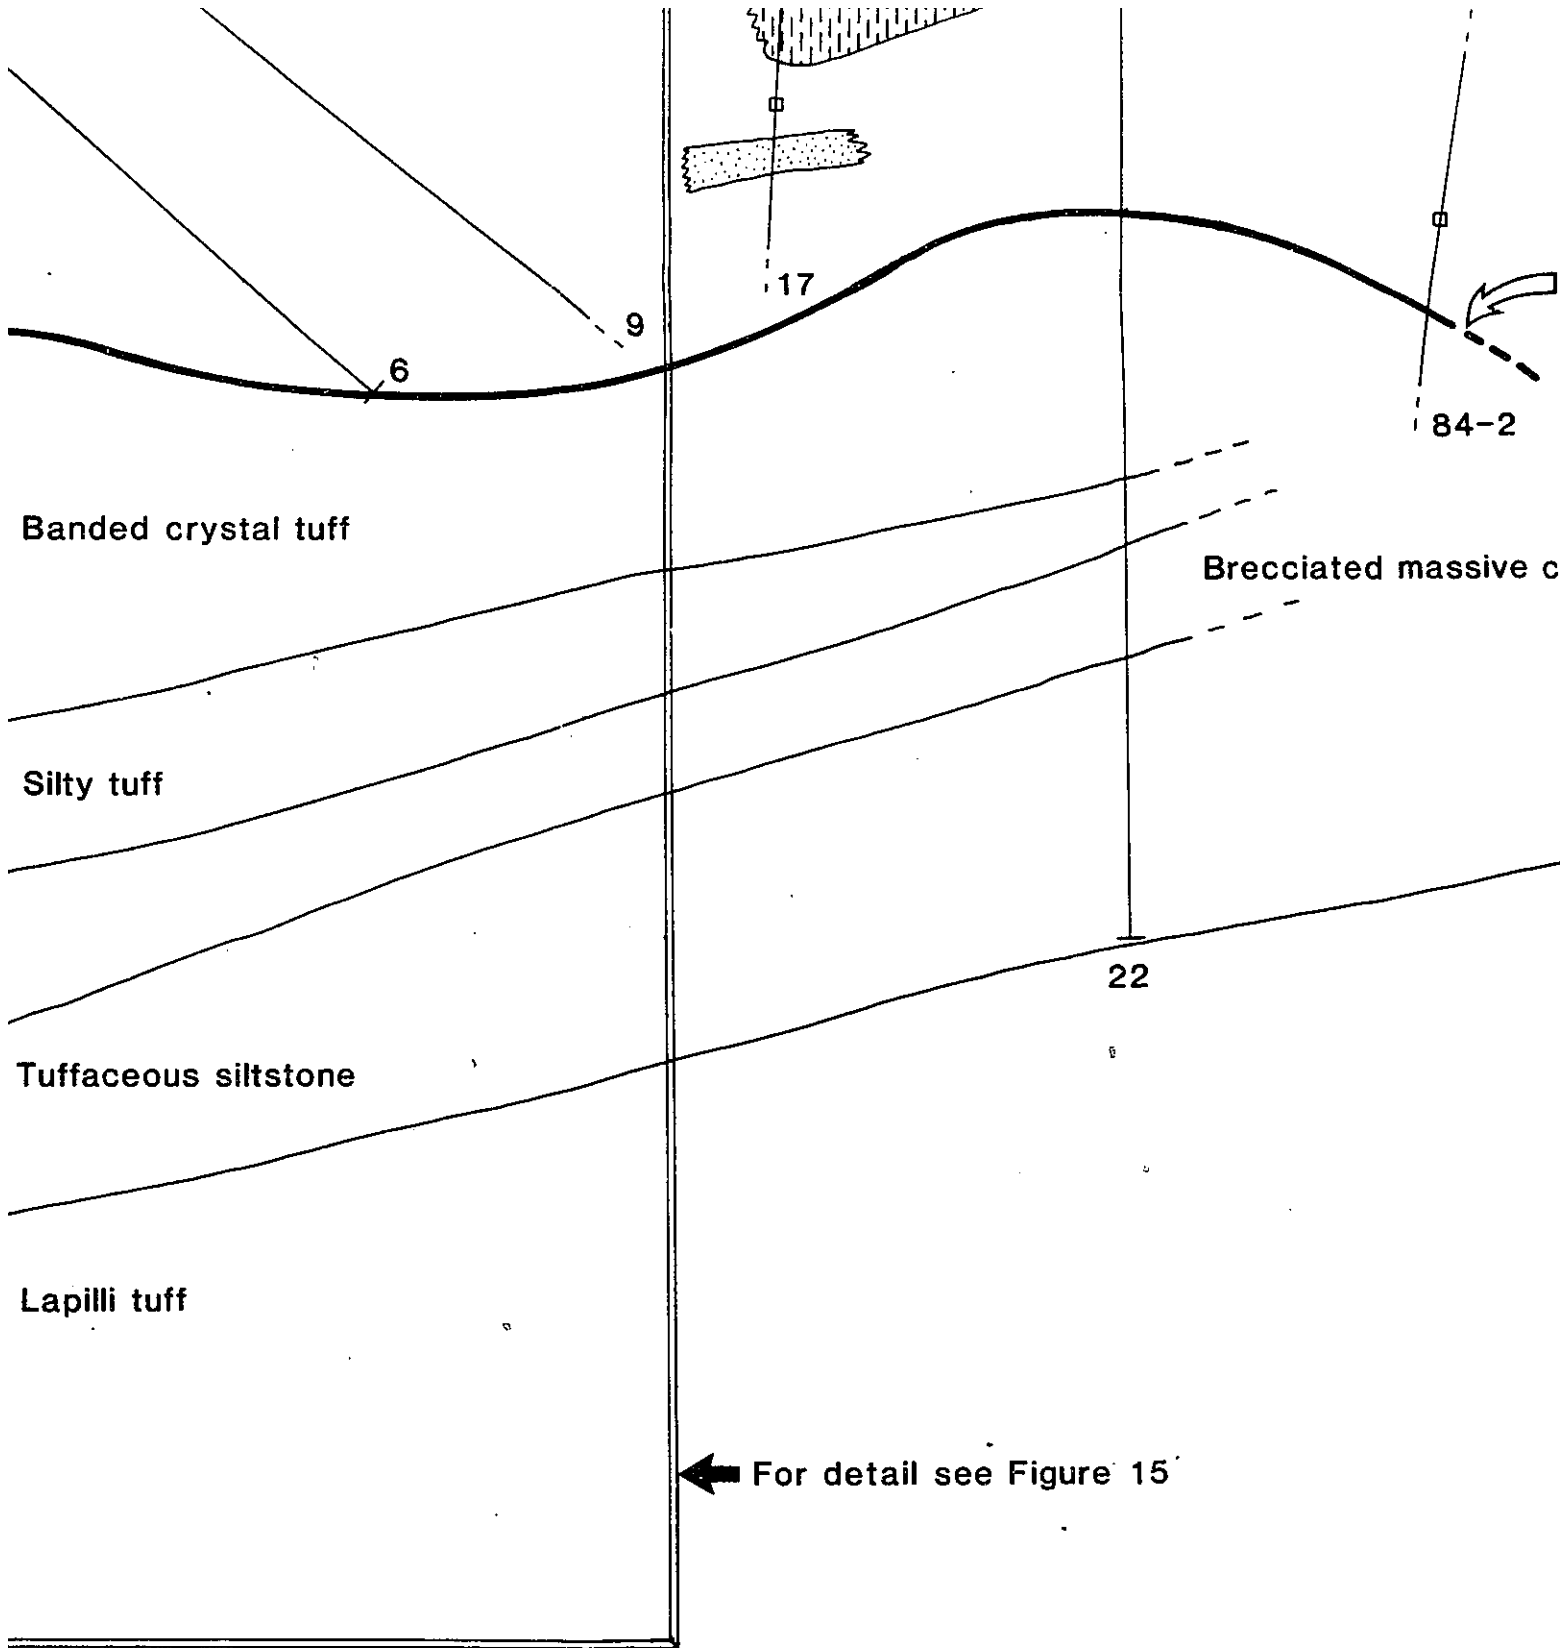 17
9
6
84-2
Banded crystal tuff
Brecciated massive
Silty tuff
22
Tuffaceous siltstone
Lapilli tuff
For detail see Figure 15